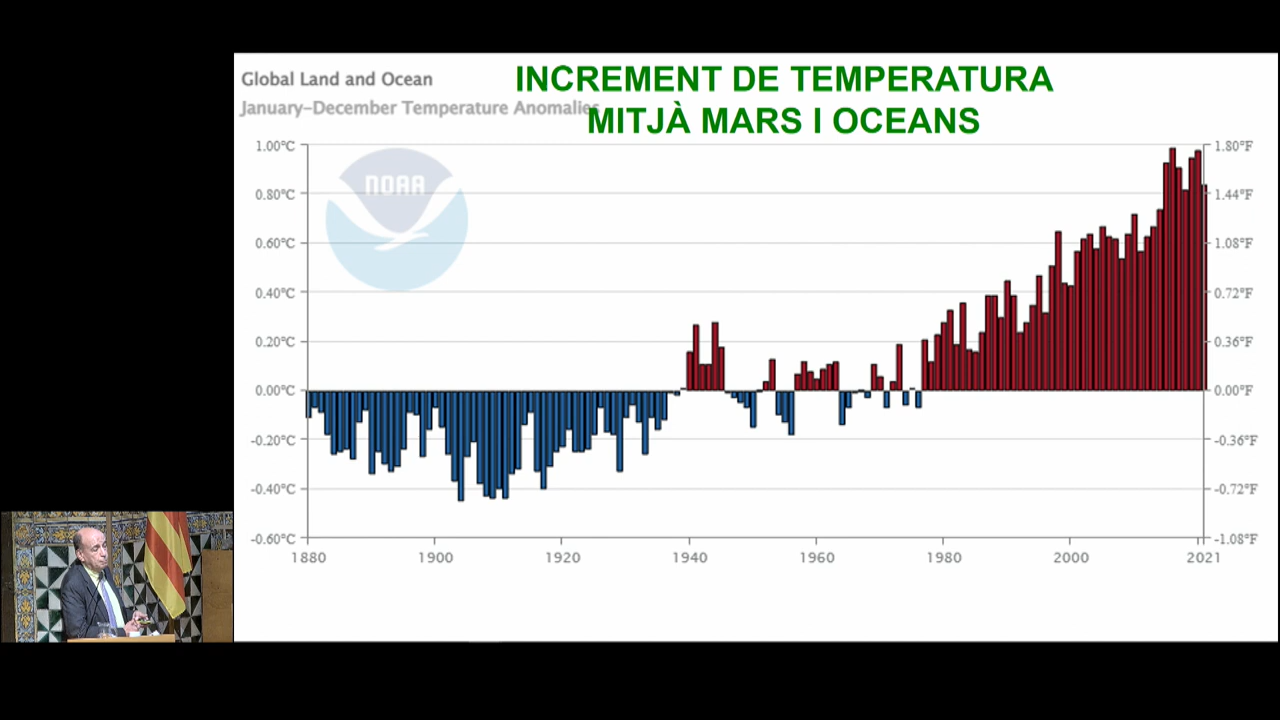 Global Land and Ocean
January–December Temperature Anomalies
INCREMENT DE TEMPERATURA
MITJÀ MARS I OCEANS
NOAA
1.00°C
0.80°C
0.60°C
0.40°C
0.20°C
0.00°C
-0.20°C
-0.40°C
-0.60°C
1.80°F
1.44°F
1.08°F
0.72°F
0.36°F
0.00°F
-0.36°F
-0.72°F
-1.08°F
1880 1900 1920 1940 1960 1980 2000 2021